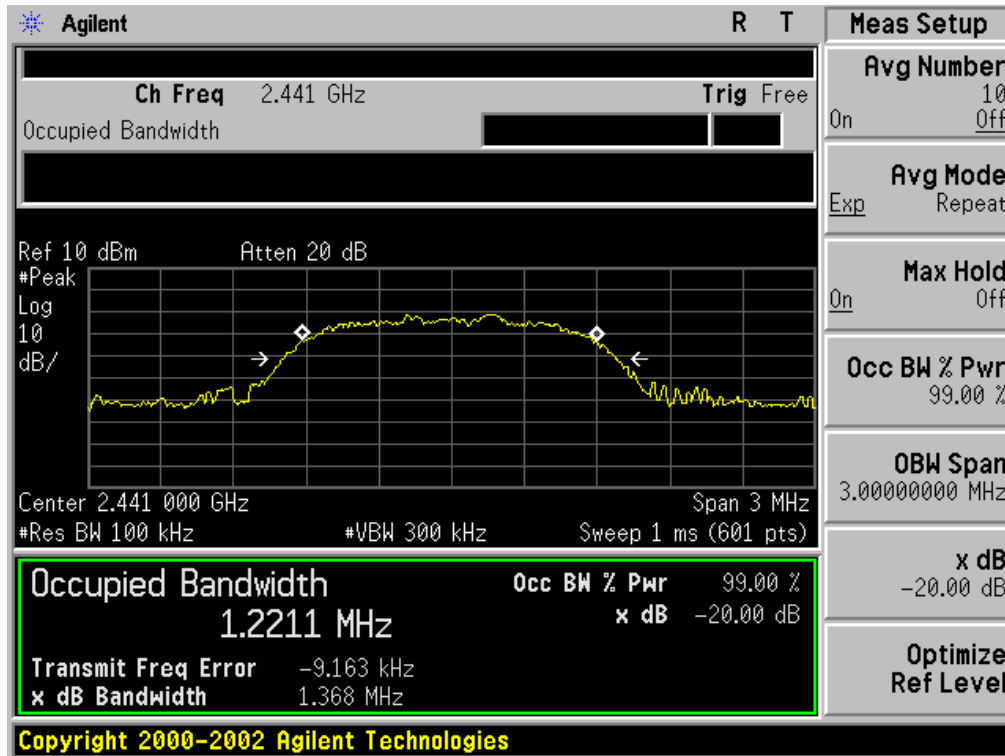 Agilent R T
Ch Freq 2.441 GHz Trig Free
Occupied Bandwidth
Ref 10 dBm Atten 20 dB
#Peak
Log
10
dB/
Center 2.441 000 GHz Span 3 MHz
#Res BW 100 kHz #VBW 300 kHz Sweep 1 ms (601 pts)
Occupied Bandwidth Occ BW % Pwr 99.00 %
1.2211 MHz x dB -20.00 dB
Transmit Freq Error -9.163 kHz
x dB Bandwidth 1.368 MHz
Copyright 2000-2002 Agilent Technologies
Meas Setup
Avg Number
10
On Off
Avg Mode
Exp Repeat
Max Hold
On Off
Occ BW % Pwr
99.00 %
OBW Span
3.00000000 MHz
x dB
-20.00 dB
Optimize
Ref Level